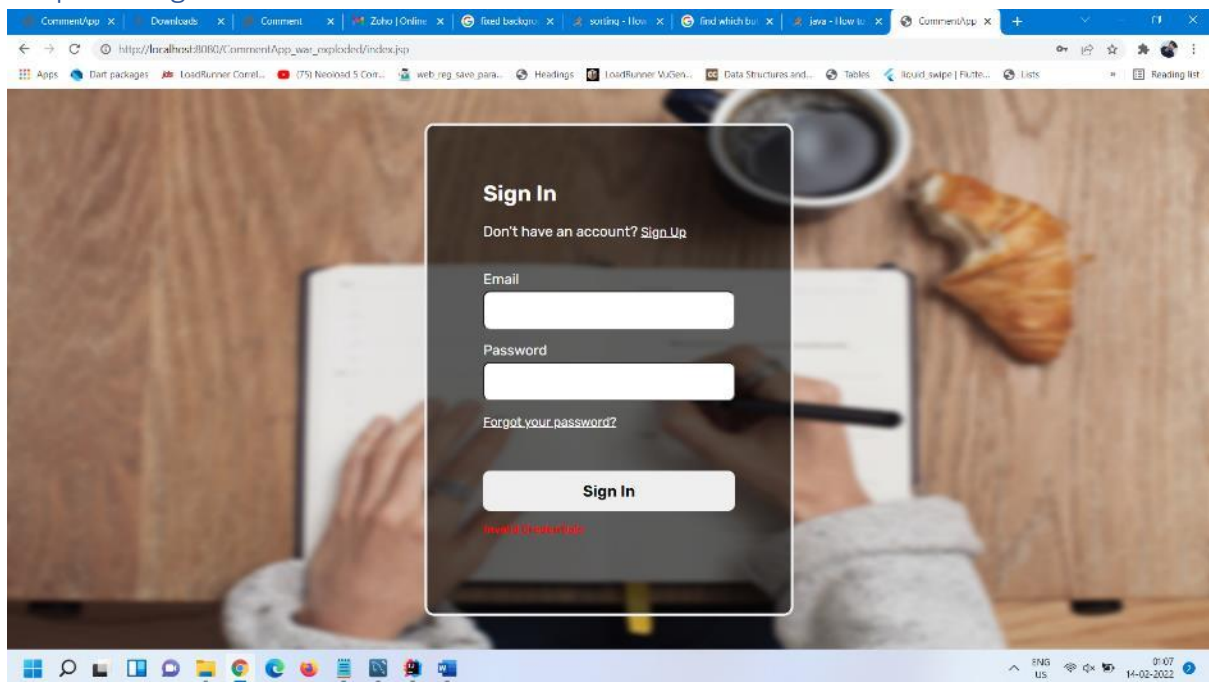 CommentApp
Downloads
Comment
Zoho | Online
fixed backgro
sorting - How
find which but
java - How to
CommentApp
http://localhost:8080/CommentApp_war_exploded/index.jsp
Apps
Dart packages
LoadRunner Correl...
(75) Neoload 5 Corr...
web_reg_save_para...
Headings
LoadRunner VuGen...
Data Structures and...
Tables
liquid_swipe | Flutte...
Lists
»
Reading list
Sign In
Don't have an account? Sign Up
Email
Password
Forgot your password?
Sign In
Invalid Credentials
ENG
US
01:07
14-02-2022
2